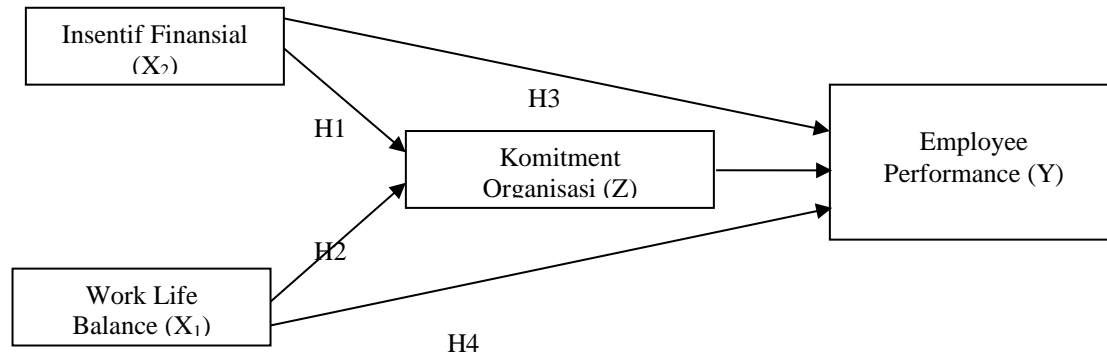 Insentif Finansial
(X₂)
H3
H1
Komitment
Organisasi (Z)
Employee
Performance (Y)
H2
Work Life
Balance (X₁)
H4